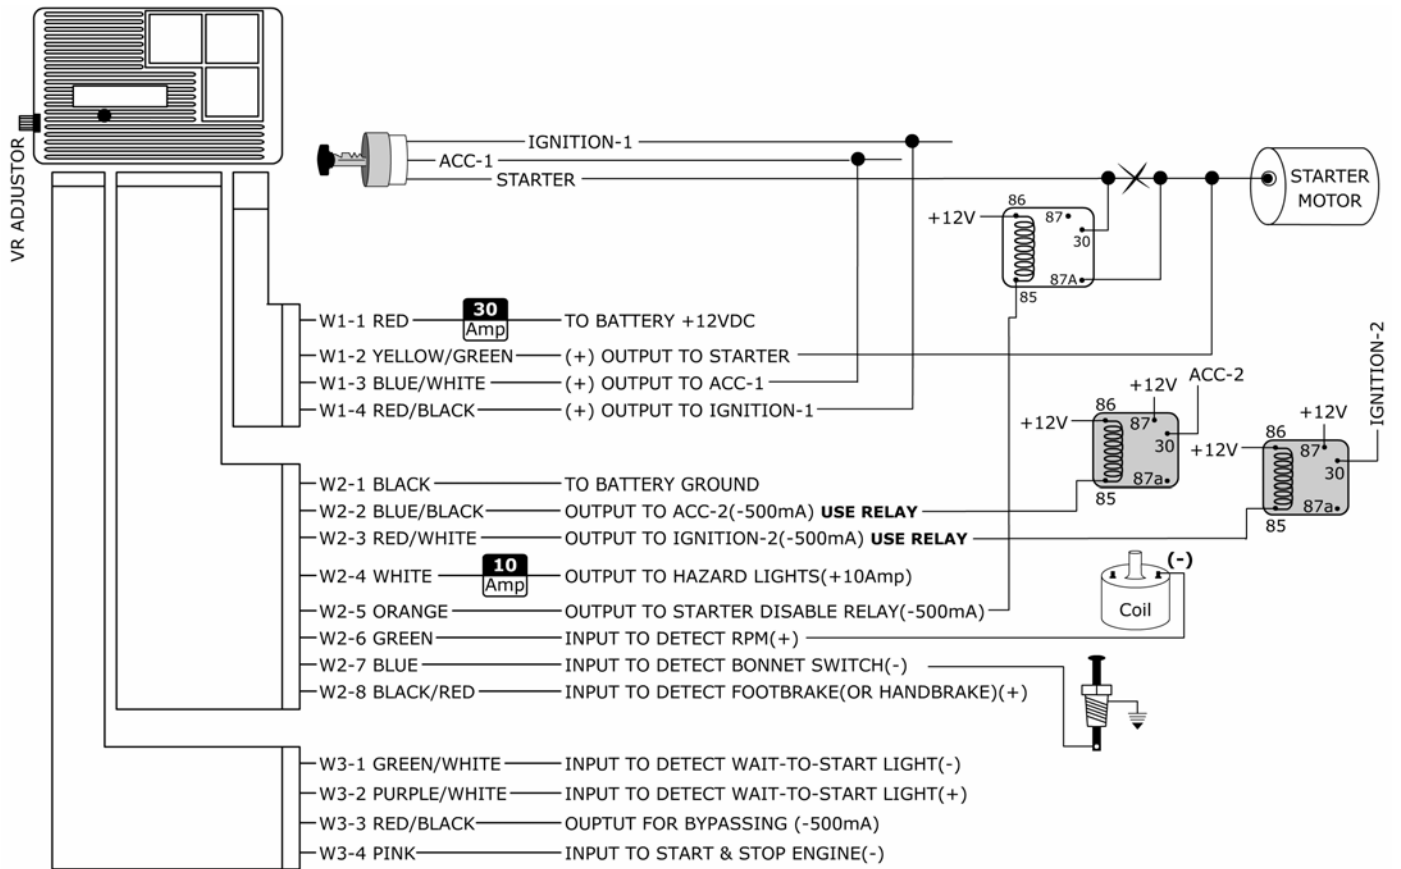 VR ADJUSTOR
IGNITION-1
ACC-1
STARTER
STARTER
MOTOR
+12V
86
87
30
87A
85
W1-1 RED
30
Amp
TO BATTERY +12VDC
W1-2 YELLOW/GREEN
(+) OUTPUT TO STARTER
W1-3 BLUE/WHITE
(+) OUTPUT TO ACC-1
W1-4 RED/BLACK
(+) OUTPUT TO IGNITION-1
+12V
ACC-2
+12V
86
87
30
87a
85
IGNITION-2
+12V
+12V
86
87
30
87a
85
W2-1 BLACK
TO BATTERY GROUND
W2-2 BLUE/BLACK
OUTPUT TO ACC-2(-500mA) USE RELAY
W2-3 RED/WHITE
OUTPUT TO IGNITION-2(-500mA) USE RELAY
W2-4 WHITE
10
Amp
OUTPUT TO HAZARD LIGHTS(+10Amp)
W2-5 ORANGE
OUTPUT TO STARTER DISABLE RELAY(-500mA)
W2-6 GREEN
INPUT TO DETECT RPM(+)
(-)
Coil
W2-7 BLUE
INPUT TO DETECT BONNET SWITCH(-)
W2-8 BLACK/RED
INPUT TO DETECT FOOTBRAKE(OR HANDBRAKE)(+)
W3-1 GREEN/WHITE
INPUT TO DETECT WAIT-TO-START LIGHT(-)
W3-2 PURPLE/WHITE
INPUT TO DETECT WAIT-TO-START LIGHT(+)
W3-3 RED/BLACK
OUPTUT FOR BYPASSING (-500mA)
W3-4 PINK
INPUT TO START & STOP ENGINE(-)